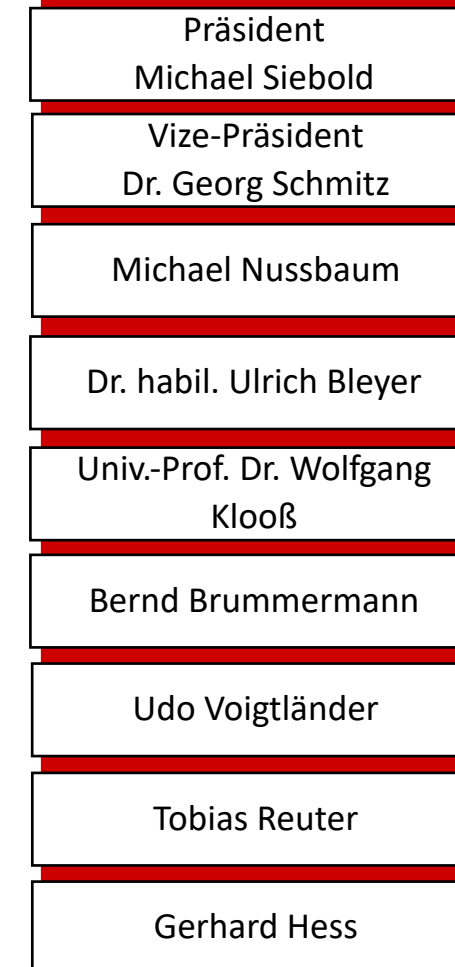 Präsident
Michael Siebold
Vize-Präsident
Dr. Georg Schmitz
Michael Nussbaum
Dr. habil. Ulrich Bleyer
Univ.-Prof. Dr. Wolfgang
Klooß
Bernd Brummermann
Udo Voigtländer
Tobias Reuter
Gerhard Hess